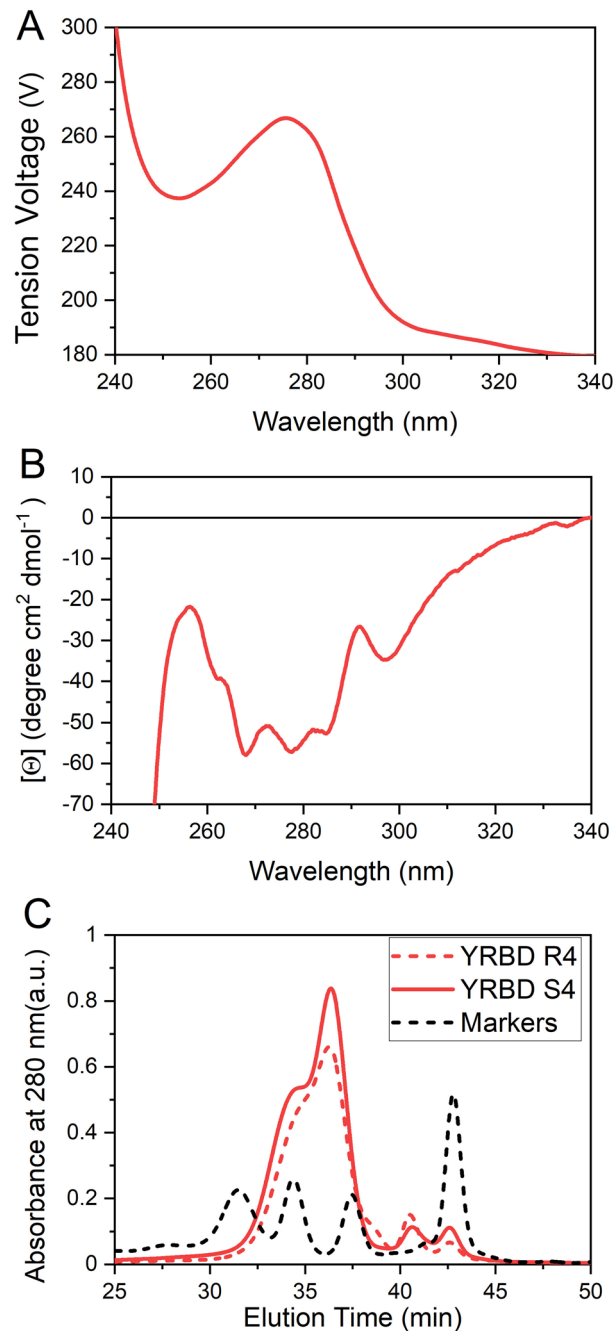 A
300
280
260
240
220
200
180
Tension Voltage (V)
240 260 280 300 320 340
Wavelength (nm)
B
10
0
-10
-20
-30
-40
-50
-60
-70
[Θ] (degree cm² dmol⁻¹)
240 260 280 300 320 340
Wavelength (nm)
C
1
0.8
0.6
0.4
0.2
0
Absorbance at 280 nm(a.u.)
YRBD R4
YRBD S4
Markers
25 30 35 40 45 50
Elution Time (min)